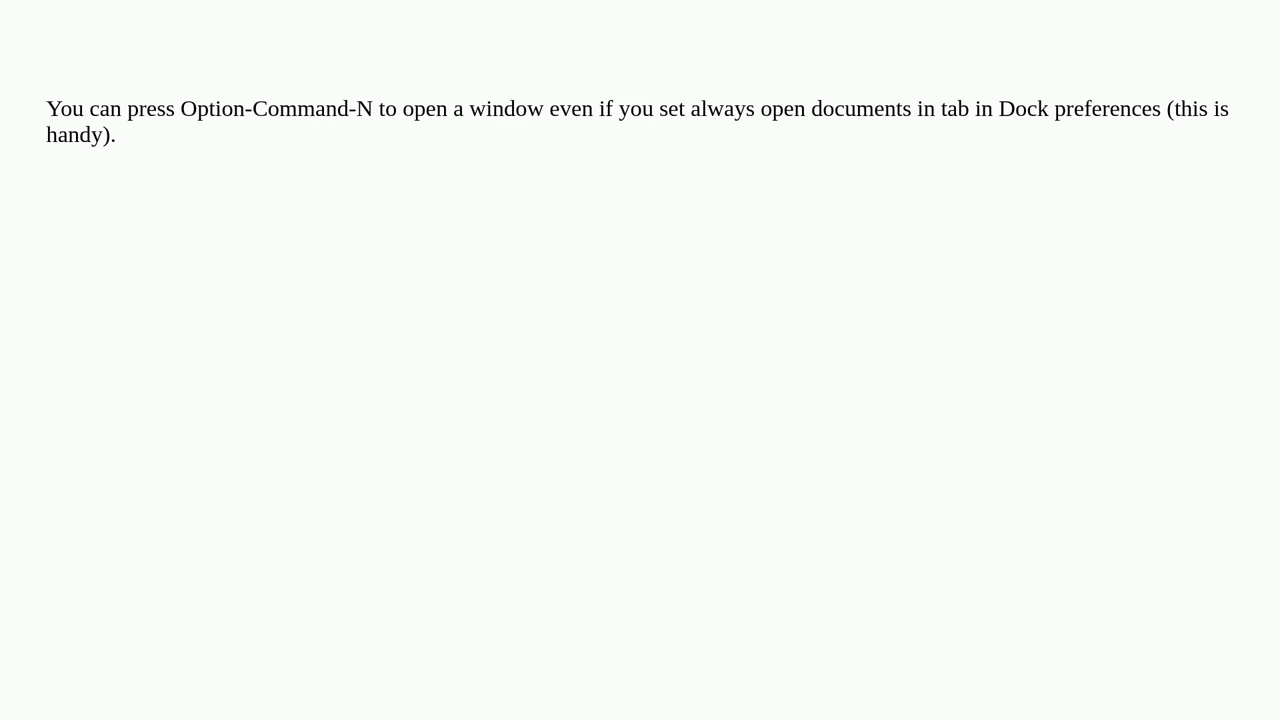 You can press Option-Command-N to open a window even if you set always open documents in tab in Dock preferences (this is
handy).